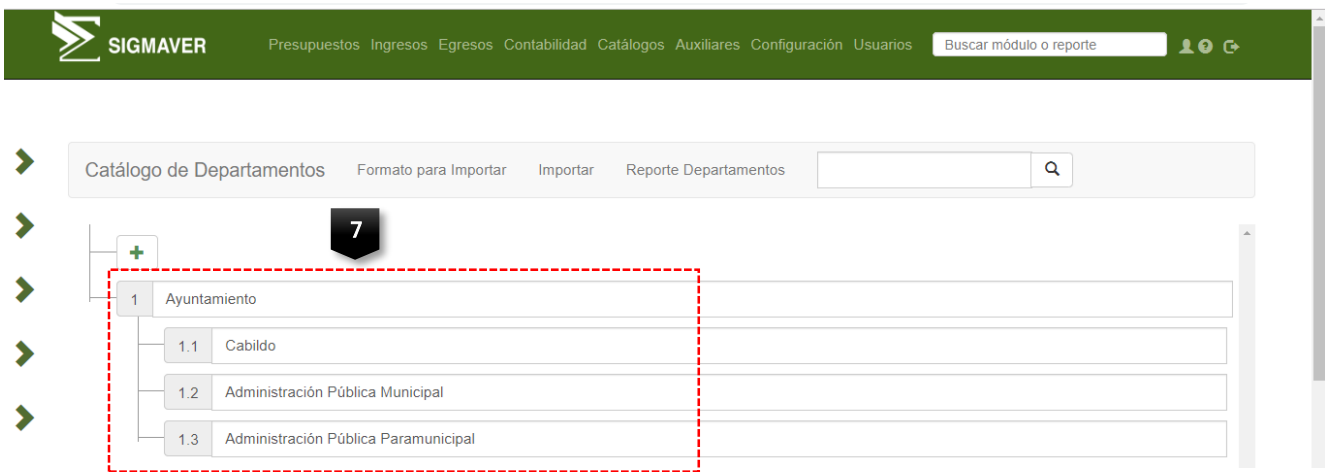 SIGMAVER Presupuestos Ingresos Egresos Contabilidad Catálogos Auxiliares Configuración Usuarios Buscar módulo o reporte
Catálogo de Departamentos Formato para Importar Importar Reporte Departamentos
7
1 Ayuntamiento
1.1 Cabildo
1.2 Administración Pública Municipal
1.3 Administración Pública Paramunicipal